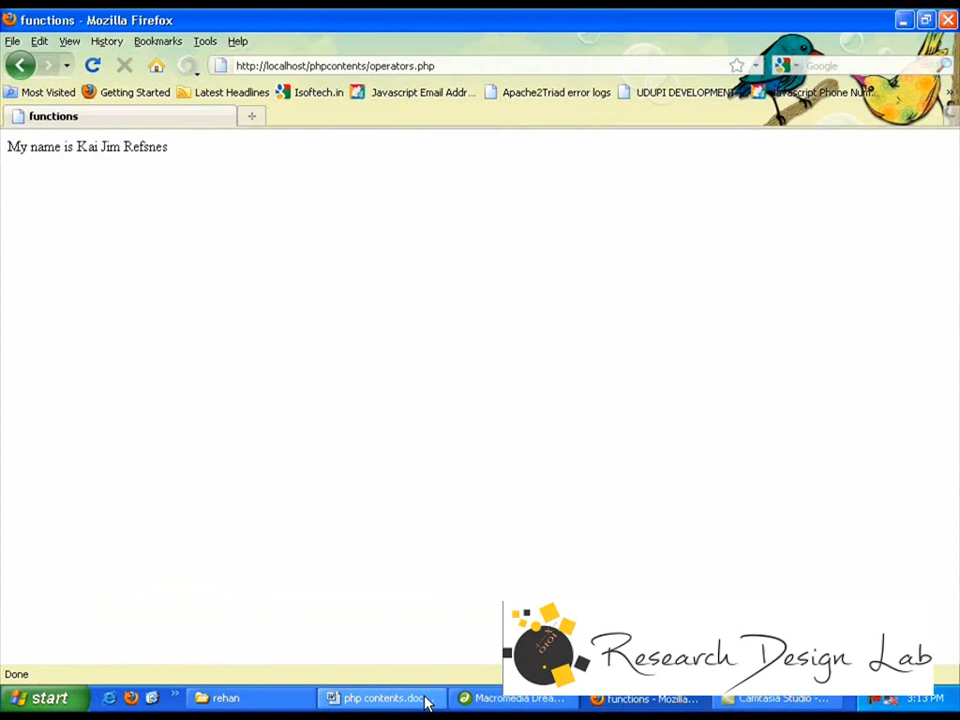 functions - Mozilla Firefox
File Edit View History Bookmarks Tools Help
http://localhost/phpcontents/operators.php
Google
Most Visited Getting Started Latest Headlines Isoftech.in Javascript Email Addr... Apache2Triad error logs UDUPI DEVELOPMENT Javascript Phone Num...
functions
My name is Kai Jim Refsnes
Research Design Lab
Done
start rehan php contents.doc Macromedia Drea... functions - Mozilla... Camtasia Studio -... 3:13 PM